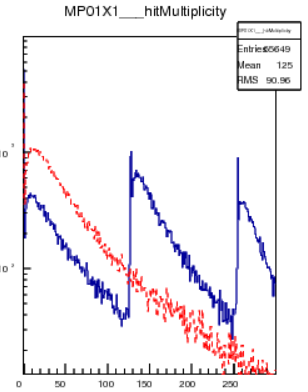 MP01X1___hitMultiplicity
Entries 65649
Mean 125
RMS 90.96
0 50 100 150 200 250